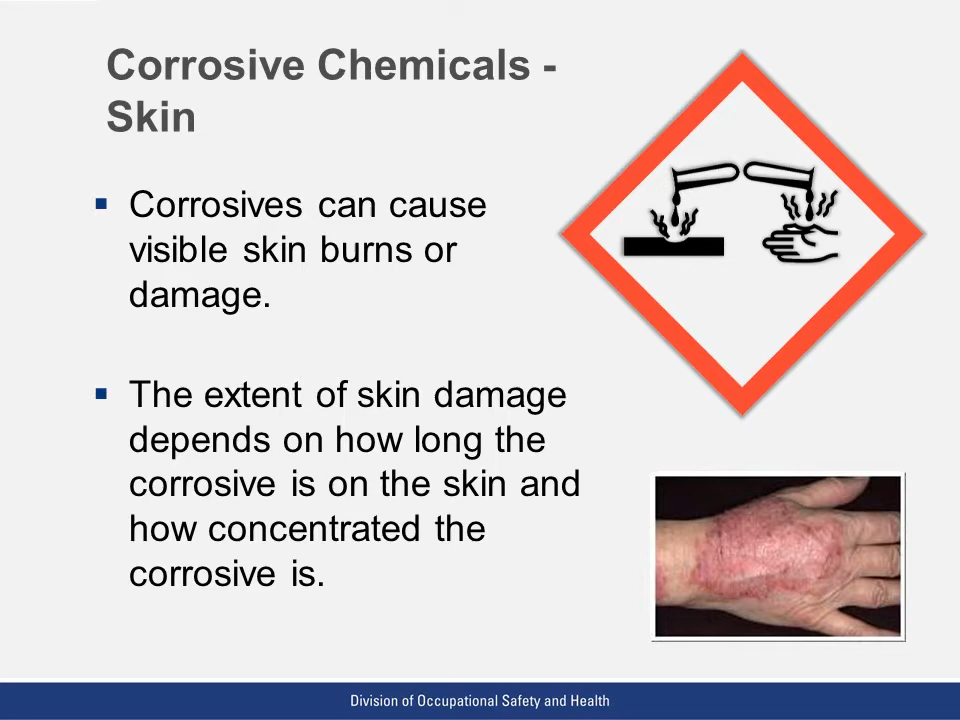 Corrosive Chemicals -
Skin
▪ Corrosives can cause
visible skin burns or
damage.
▪ The extent of skin damage
depends on how long the
corrosive is on the skin and
how concentrated the
corrosive is.
Division of Occupational Safety and Health